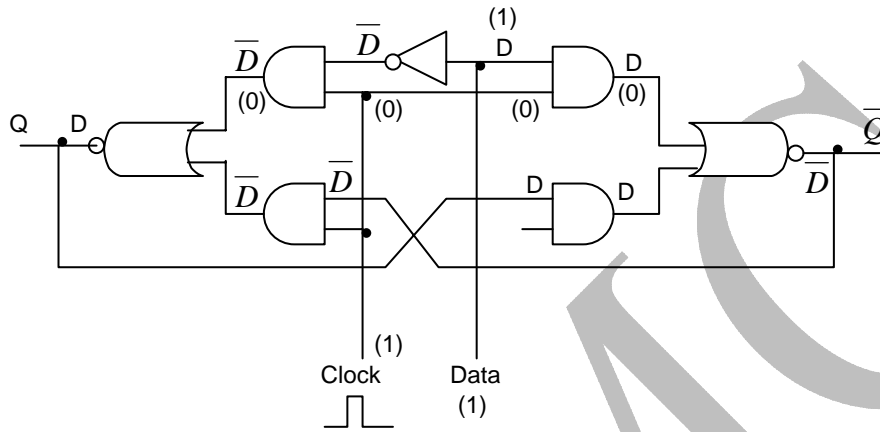 (1)
D̅ D̅ D D
(0) (0) (0) (0)
Q D Q̅
D̅
D̅ D̅ D D
(1)
Clock Data
(1)